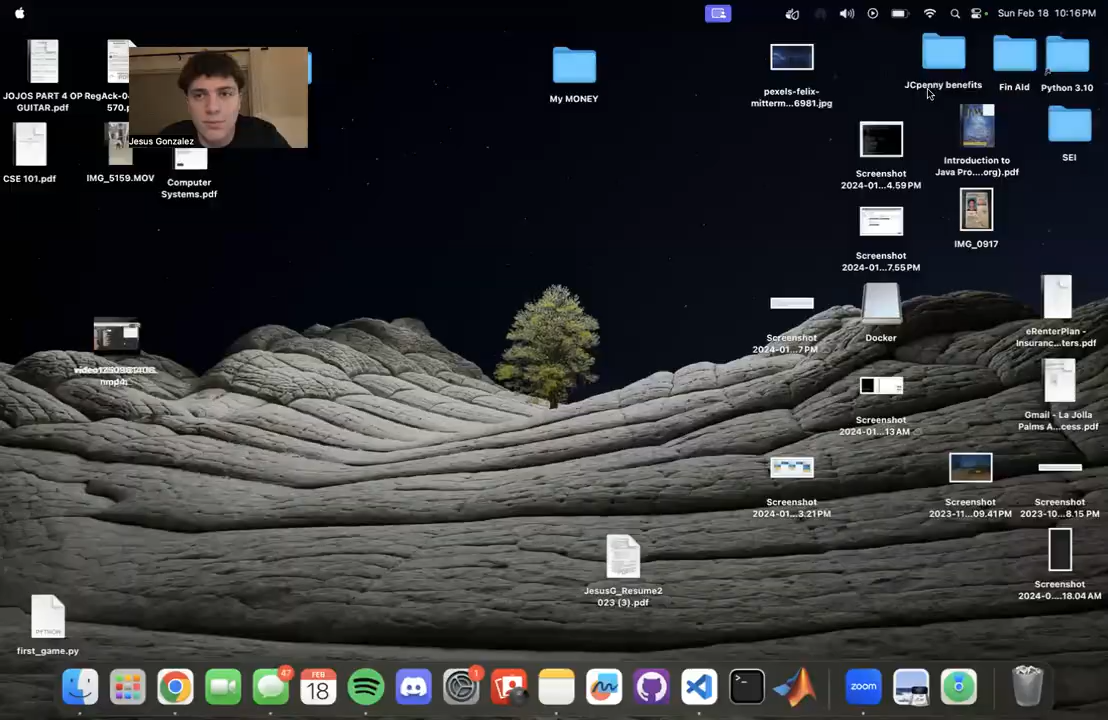 Sun Feb 18 10:16 PM
JOJOS PART 4 OP
GUITAR.pdf
RegAck-0
570.
Jesus Gonzalez
My MONEY
pexels-felix-
mitterm...6981.jpg
JCpenny benefits
Fin AId
Python 3.10
CSE 101.pdf
IMG_5159.MOV
Computer
Systems.pdf
Screenshot
2024-01...4.59 PM
Introduction to
Java Pro....org).pdf
SEI
Screenshot
2024-01...7.55 PM
IMG_0917
Screenshot
2024-01...7 PM
Docker
eRenterPlan -
Insuranc...ters.pdf
Screenshot
2024-01...13 AM
Gmail - La Jolla
Palms A...cess.pdf
Screenshot
2024-01...3.21 PM
Screenshot
2023-11...09.41 PM
Screenshot
2023-10...8.15 PM
JesusG_Resume2
023 (3).pdf
Screenshot
2024-0....18.04 AM
PYTHON
first_game.py
47
FEB
18
1
zoom